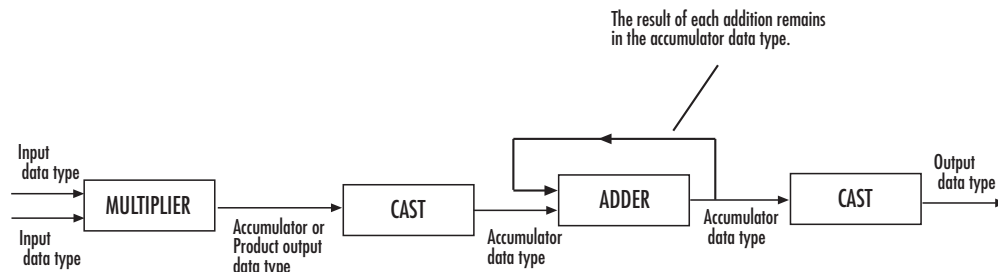 The result of each addition remains
in the accumulator data type.
Input
data type
MULTIPLIER
Input
data type
Accumulator or
Product output
data type
CAST
Accumulator
data type
ADDER
Accumulator
data type
CAST
Output
data type